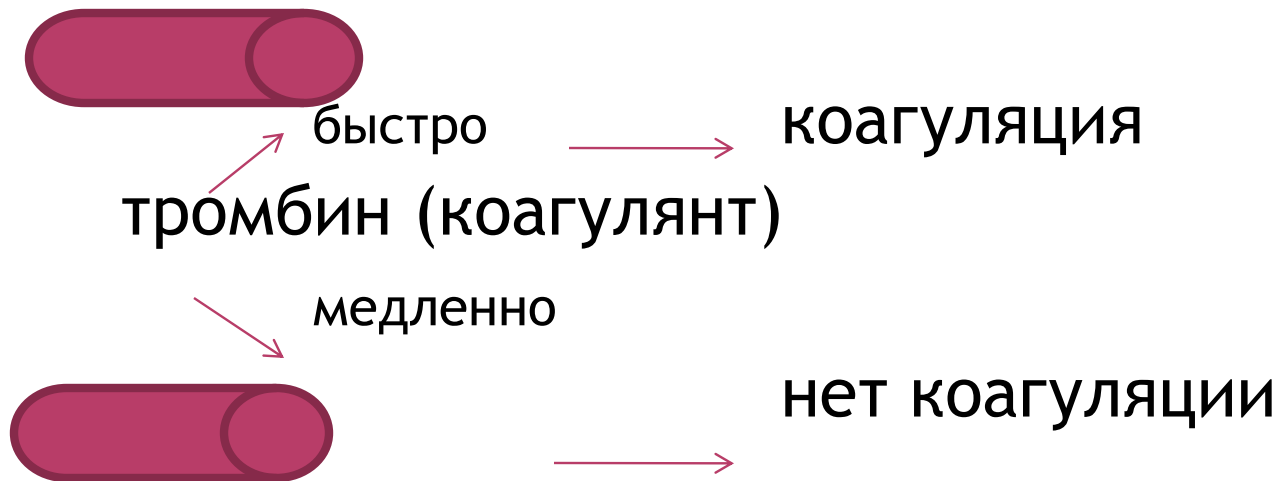 быстро
коагуляция
тромбин (коагулянт)
медленно
нет коагуляции